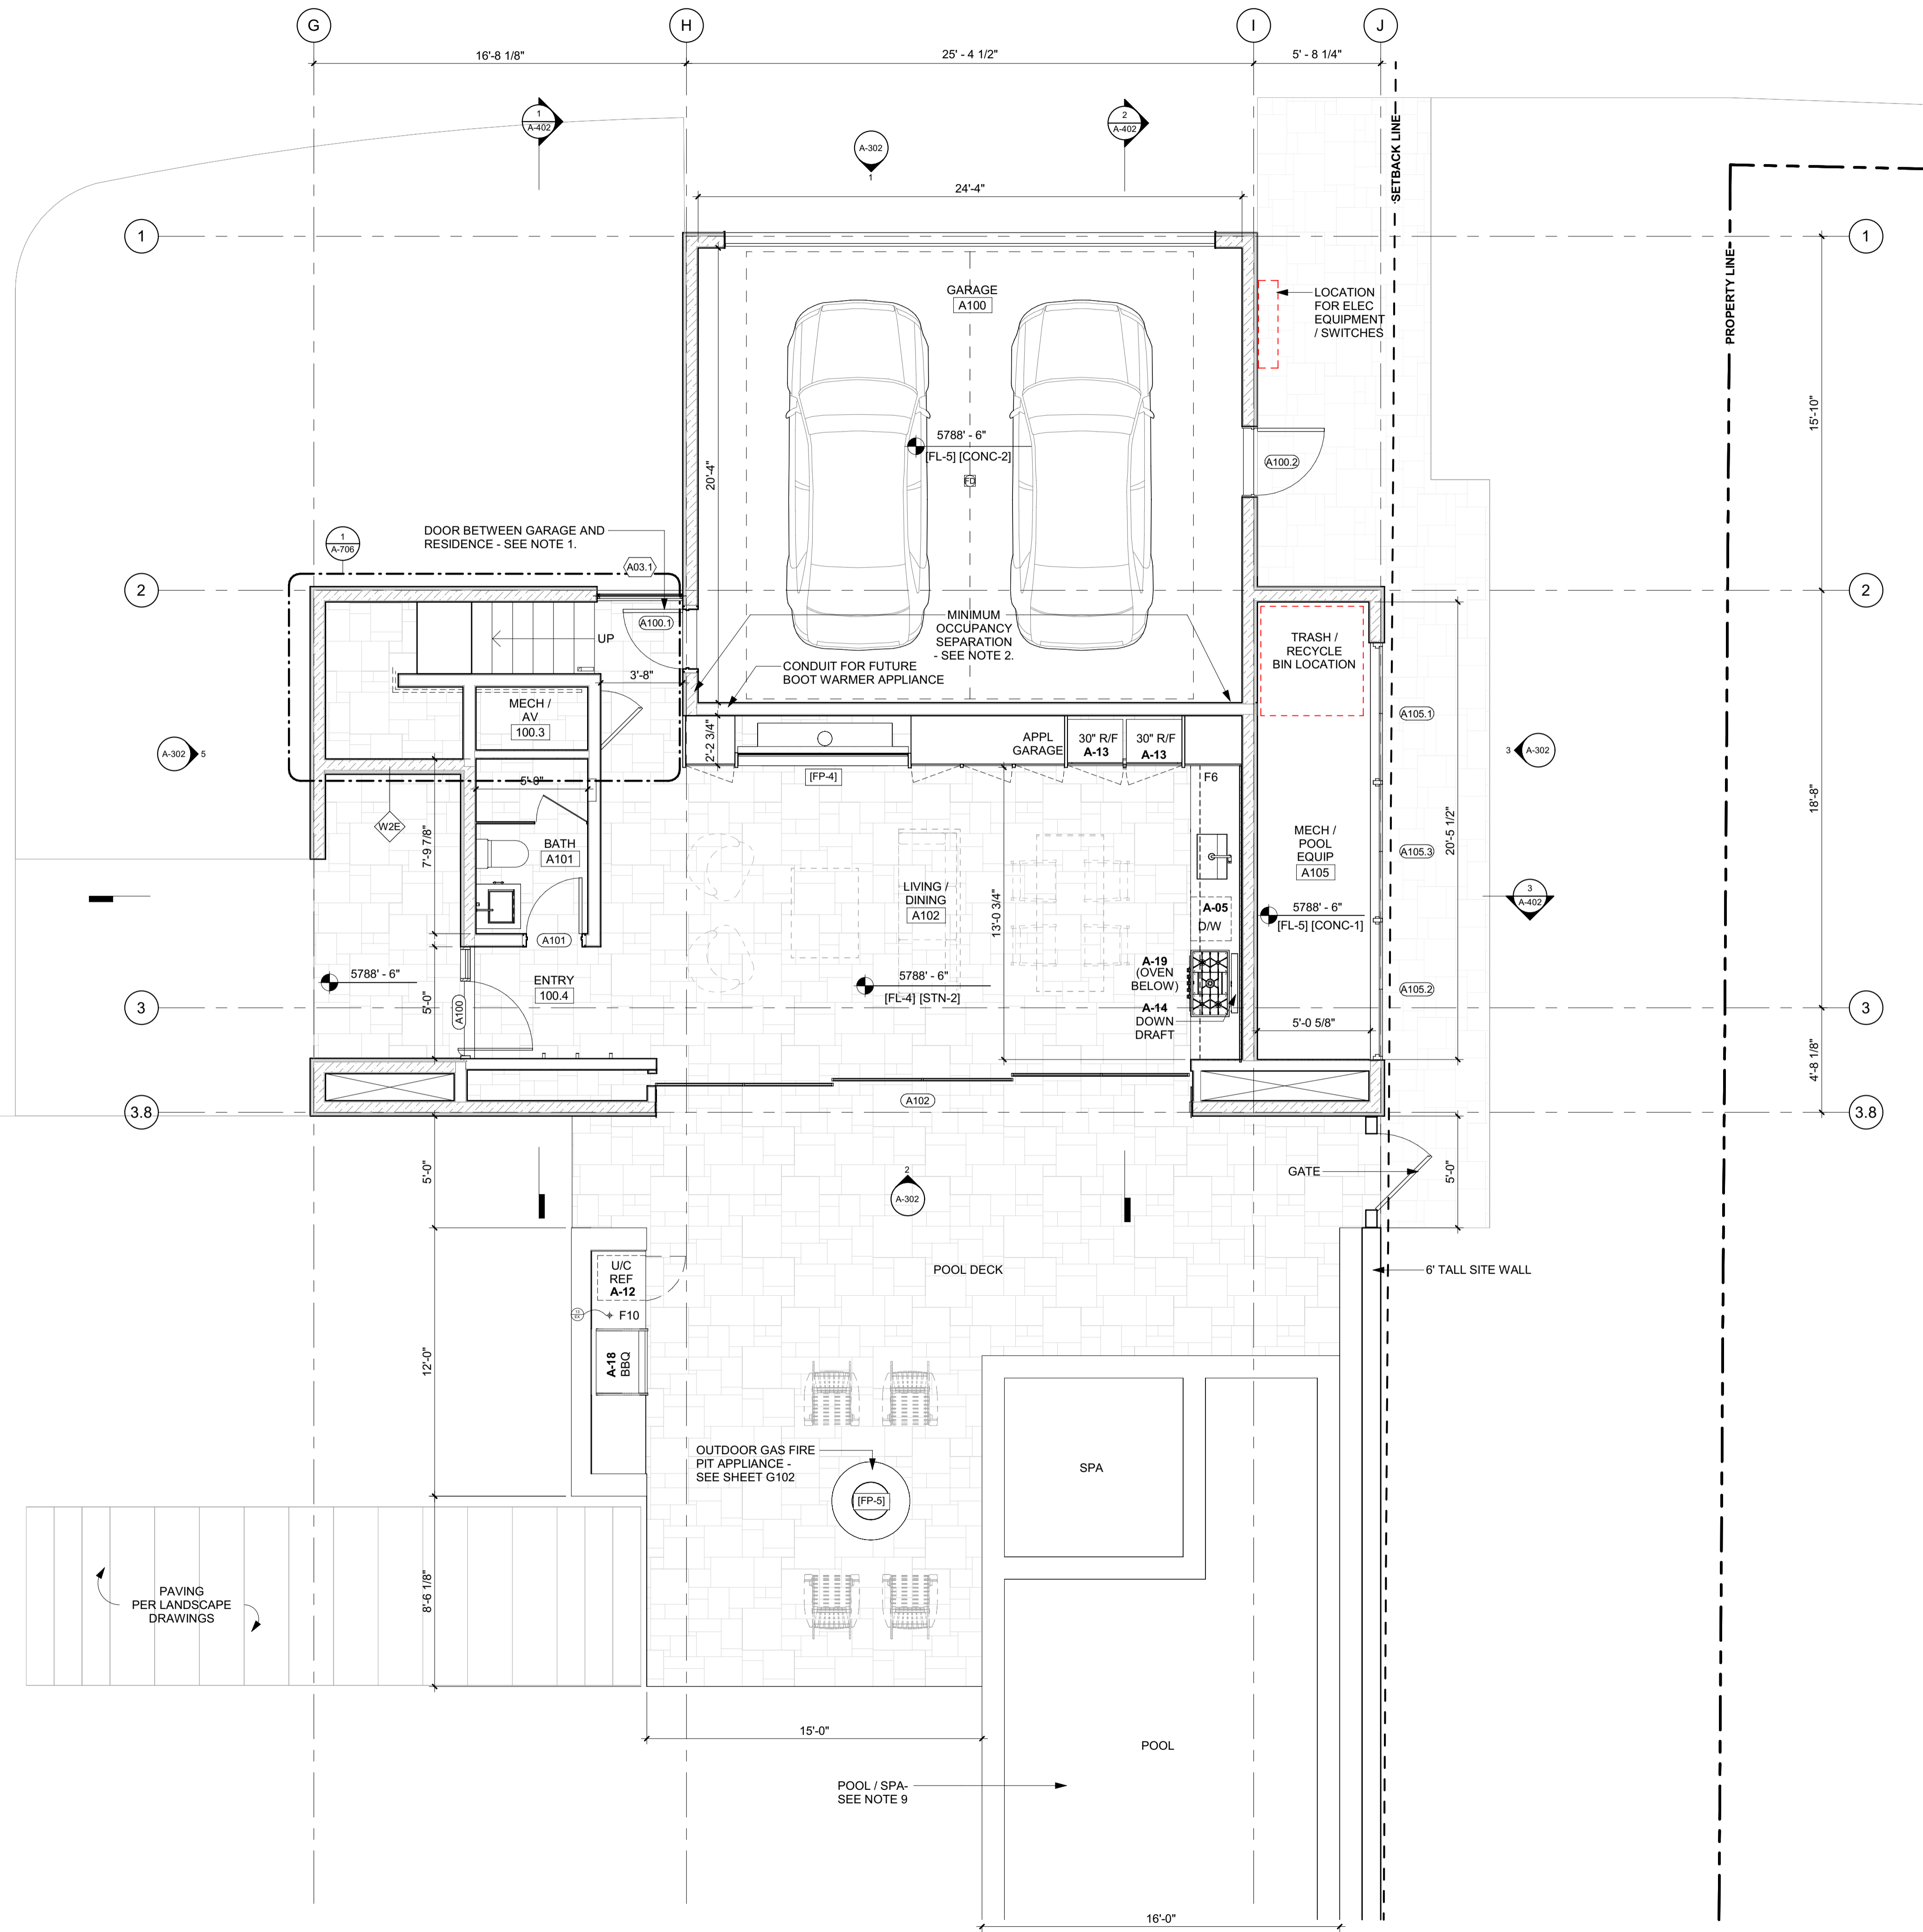 G
H
I
J
16'-8 1/8"
25' - 4 1/2"
5' - 8 1/4"
1
A-402
2
A-402
A-302
1
SETBACK LINE
24'-4"
1
1
PROPERTY LINE
GARAGE
A100
LOCATION
FOR ELEC
EQUIPMENT
/ SWITCHES
15'-10"
5788' - 6"
[FL-5] [CONC-2]
FD
A100.2
20'-4"
DOOR BETWEEN GARAGE AND
RESIDENCE - SEE NOTE 1.
1
A-706
A03.1
2
2
A100.1
UP
MINIMUM
OCCUPANCY
SEPARATION
- SEE NOTE 2.
TRASH /
RECYCLE
BIN LOCATION
3'-8"
CONDUIT FOR FUTURE
BOOT WARMER APPLIANCE
MECH /
AV
100.3
A105.1
2'-2 3/4"
APPL
GARAGE
30" R/F
A-13
30" R/F
A-13
A-302
5
3
A-302
[FP-4]
F6
18'-8"
W2E
7'-9 7/8"
BATH
A101
MECH /
POOL
EQUIP
A105
A105.3
20'-5 1/2"
LIVING /
DINING
A102
13'-0 3/4"
A-05
D/W
5788' - 6"
[FL-5] [CONC-1]
3
A-402
A101
A-19
(OVEN
BELOW)
5788' - 6"
ENTRY
100.4
5788' - 6"
[FL-4] [STN-2]
A105.2
5'-0"
A100
3
3
A-14
DOWN
DRAFT
5'-0 5/8"
4'-8 1/8"
A102
3.8
3.8
5'-0"
GATE
5'-0"
2
A-302
U/C
REF
A-12
POOL DECK
6' TALL SITE WALL
F10
12'-0"
A-18
BBQ
OUTDOOR GAS FIRE
PIT APPLIANCE -
SEE SHEET G102
SPA
[FP-5]
8'-6 1/8"
PAVING
PER LANDSCAPE
DRAWINGS
15'-0"
POOL
POOL / SPA-
SEE NOTE 9
16'-0"